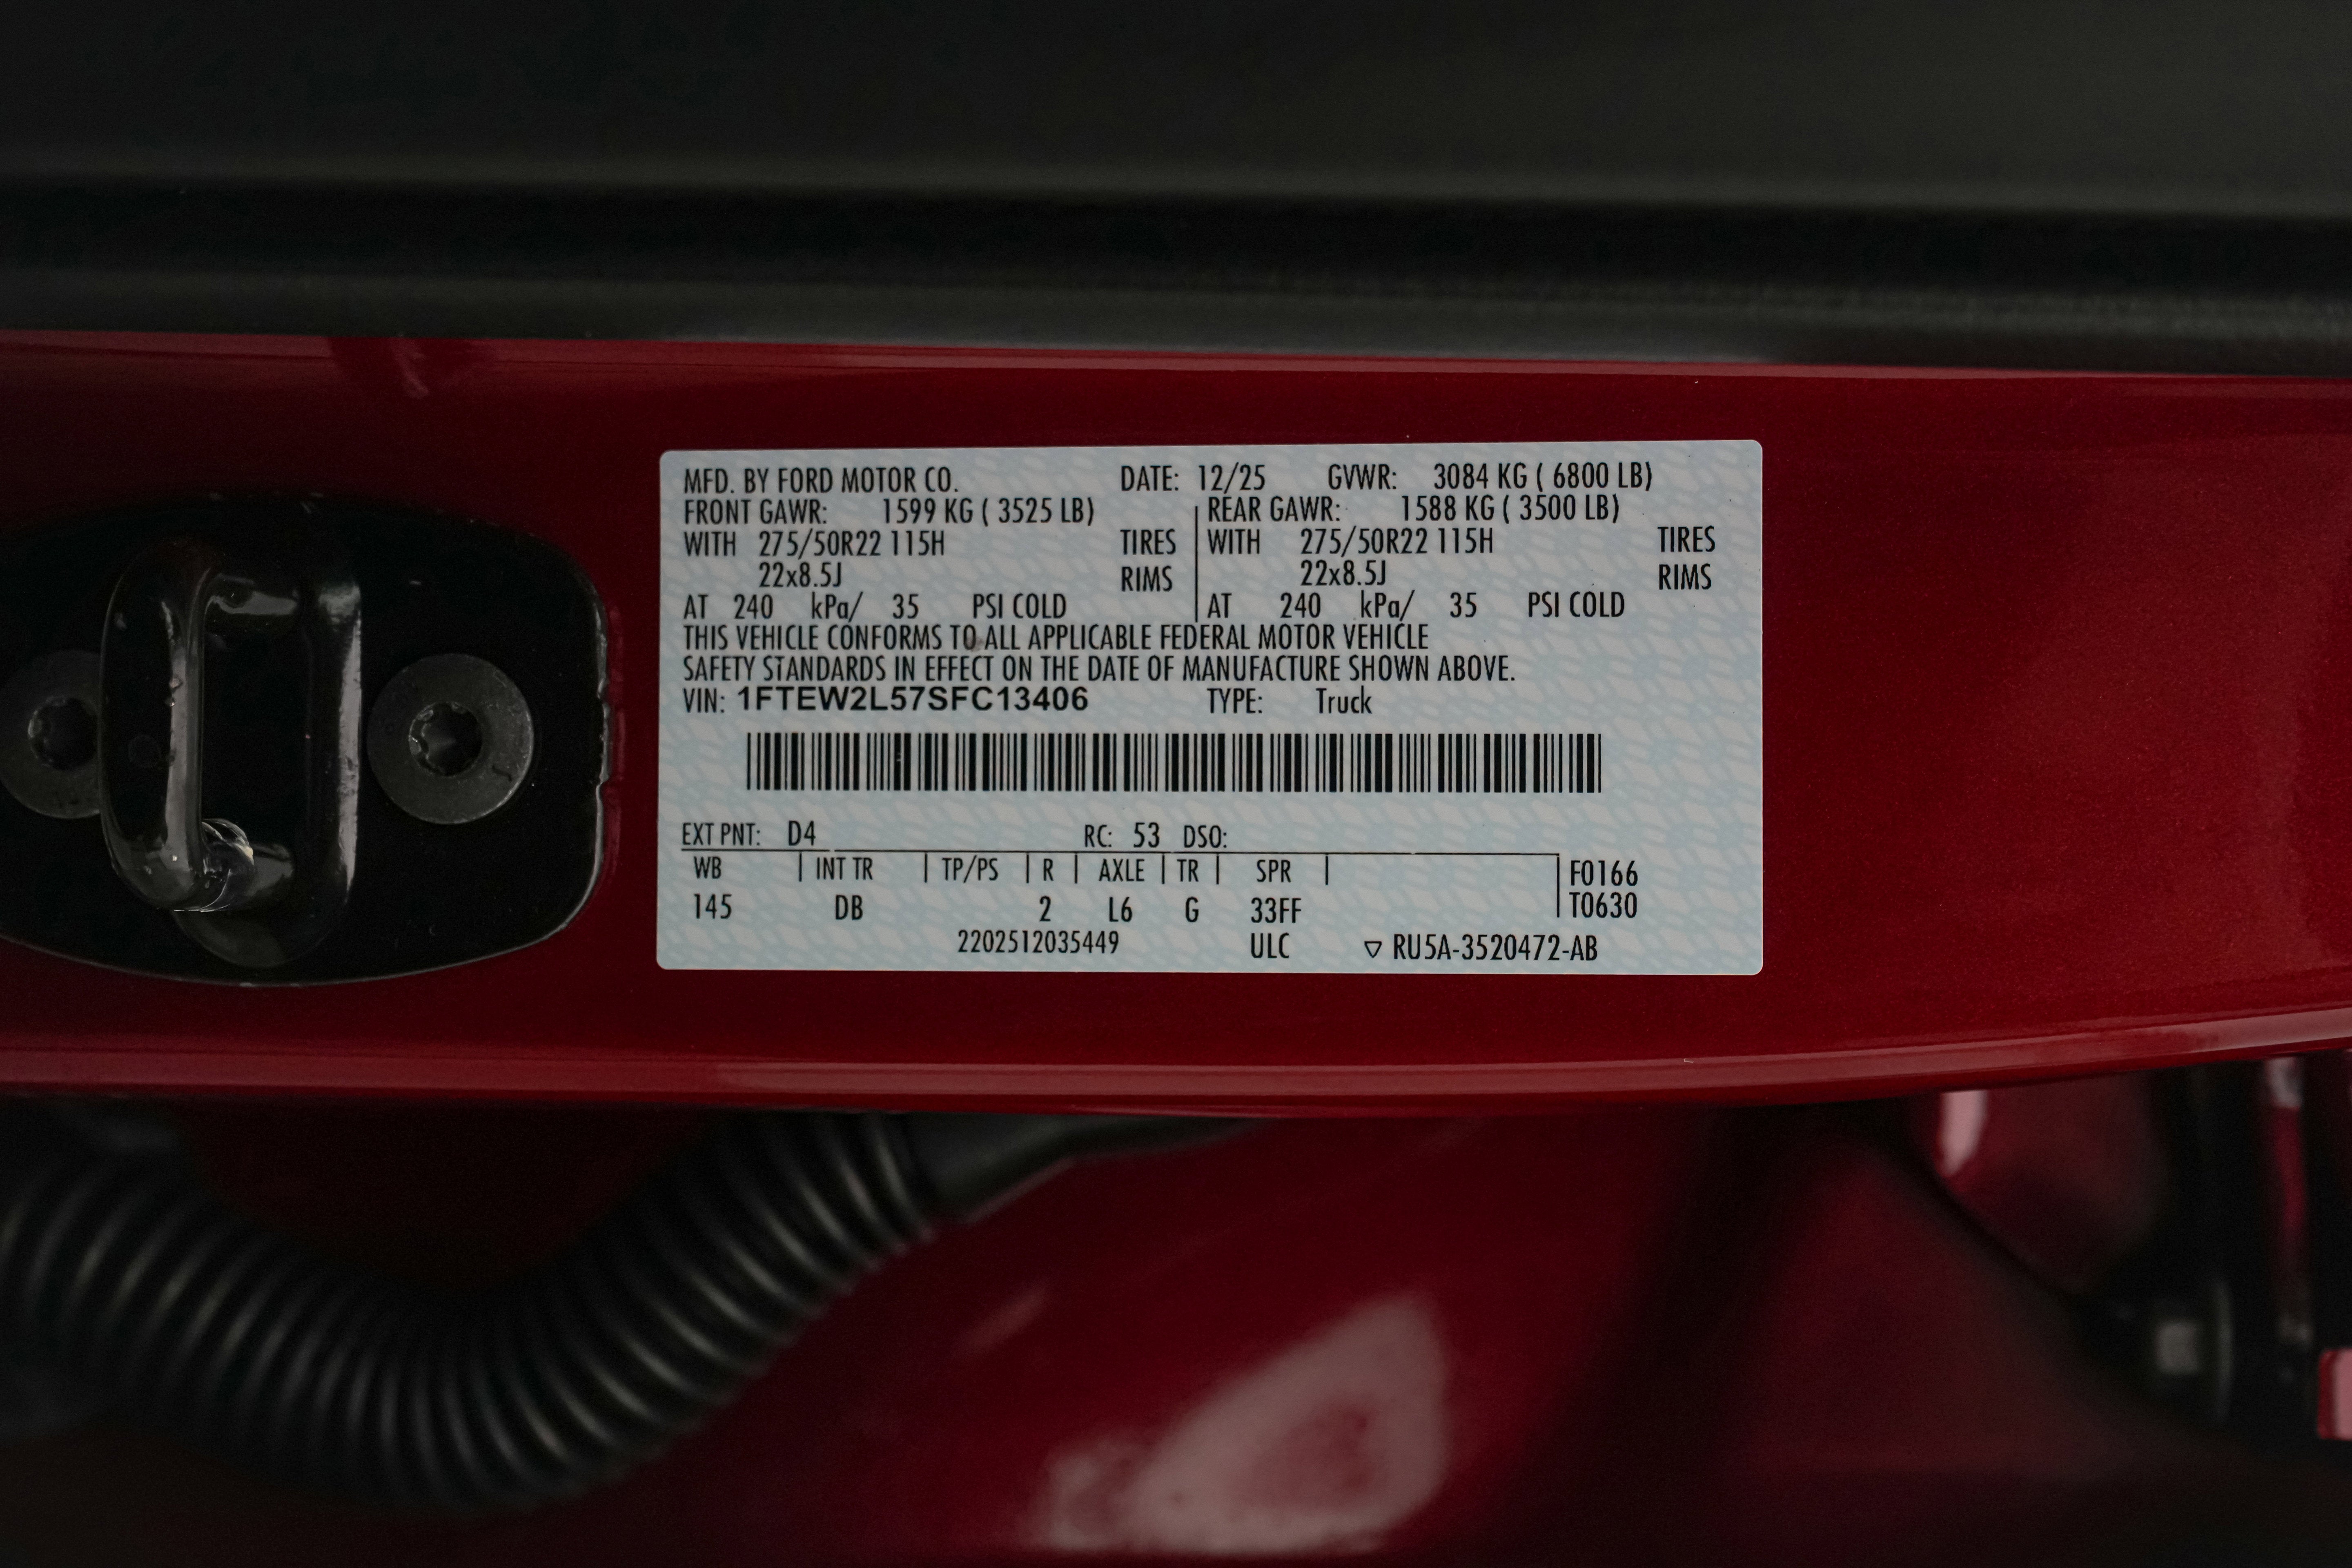 MFD. BY FORD MOTOR CO. DATE: 12/25 GVWR: 3084 KG ( 6800 LB)
FRONT GAWR: 1599 KG ( 3525 LB) REAR GAWR: 1588 KG ( 3500 LB)
WITH 275/50R22 115H TIRES WITH 275/50R22 115H TIRES
22x8.5J RIMS 22x8.5J RIMS
AT 240 kPa/ 35 PSI COLD AT 240 kPa/ 35 PSI COLD
THIS VEHICLE CONFORMS TO ALL APPLICABLE FEDERAL MOTOR VEHICLE
SAFETY STANDARDS IN EFFECT ON THE DATE OF MANUFACTURE SHOWN ABOVE.
VIN: 1FTEW2L57SFC13406 TYPE: Truck
EXT PNT: D4 RC: 53 DSO:
WB INT TR TP/PS R AXLE TR SPR F0166
145 DB 2 L6 G 33FF T0630
2202512035449 ULC ▽ RU5A-3520472-AB